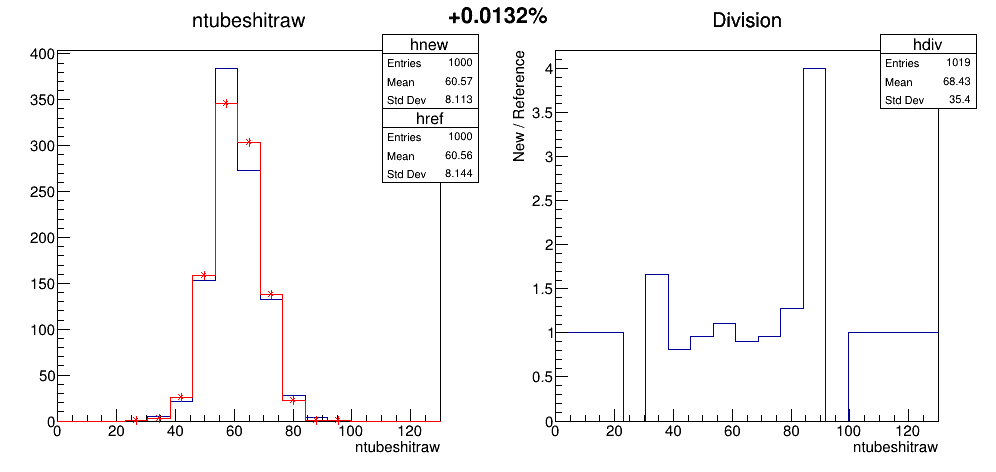 +0.0132%
ntubeshitraw
hnew
Entries 1000
Mean 60.57
Std Dev 8.113
href
Entries 1000
Mean 60.56
Std Dev 8.144
400
350
300
250
200
150
100
50
0
0 20 40 60 80 100 120
ntubeshitraw
Division
hdiv
Entries 1019
Mean 68.43
Std Dev 35.4
New / Reference
4
3.5
3
2.5
2
1.5
1
0.5
0
0 20 40 60 80 100 120
ntubeshitraw